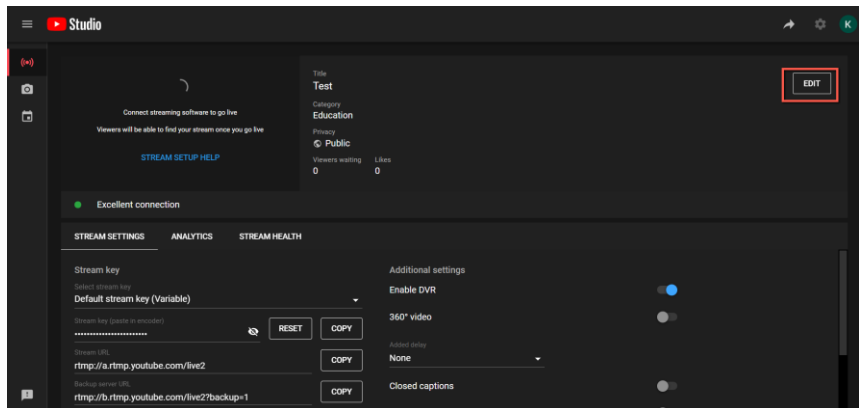 Studio
K
Connect streaming software to go live
Viewers will be able to find your stream once you go live
STREAM SETUP HELP
Title
Test
Category
Education
Privacy
Public
Viewers waiting Likes
0 0
EDIT
Excellent connection
STREAM SETTINGS ANALYTICS STREAM HEALTH
Stream key
Select stream key
Default stream key (Variable)
Stream key (paste in encoder)
••••••••••••••••••••••••
RESET COPY
Stream URL
rtmp://a.rtmp.youtube.com/live2
COPY
Backup server URL
rtmp://b.rtmp.youtube.com/live2?backup=1
COPY
Additional settings
Enable DVR
360° video
Added delay
None
Closed captions